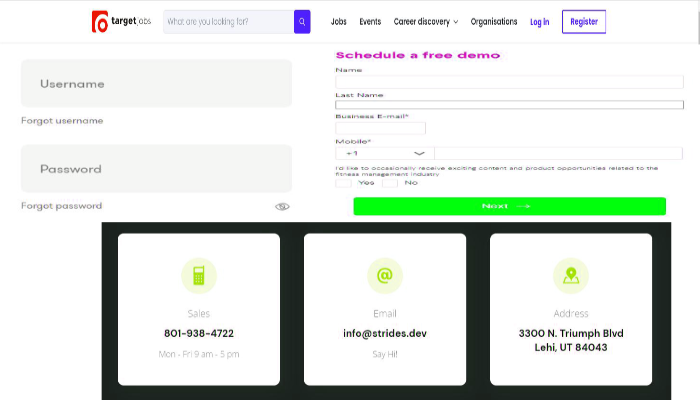 targetjobs
What are you looking for?
Jobs
Events
Career discovery
Organisations
Log in
Register
Username
Forgot username
Password
Forgot password
Schedule a free demo
Name
Last Name
Business E-mail*
Mobile*
+1
I'd like to occasionally receive exciting content and product opportunities related to the
fitness management industry
Yes No
Next →
Sales
801-938-4722
Mon - Fri 9 am - 5 pm
Email
info@strides.dev
Say Hi!
Address
3300 N. Triumph Blvd
Lehi, UT 84043